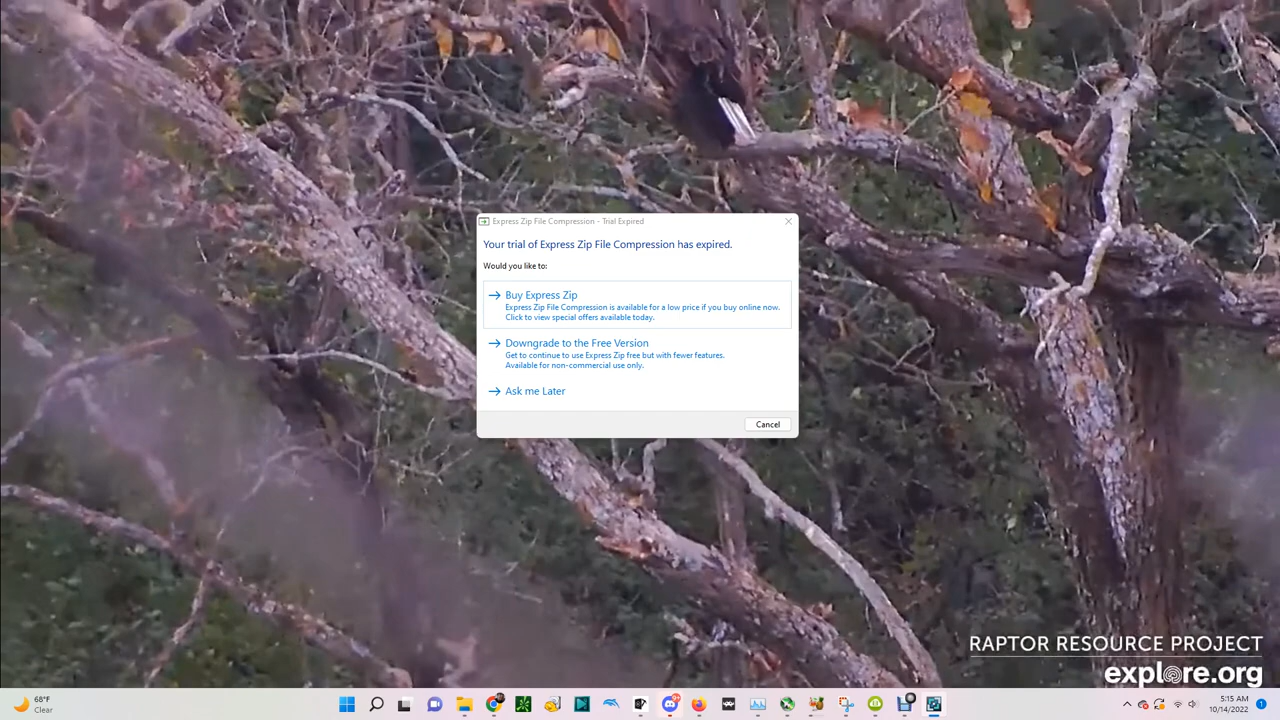 Express Zip File Compression - Trial Expired
Your trial of Express Zip File Compression has expired.
Would you like to:
Buy Express Zip
Express Zip File Compression is available for a low price if you buy online now.
Click to view special offers available today.
Downgrade to the Free Version
Get to continue to use Express Zip free but with fewer features.
Available for non-commercial use only.
Ask me Later
Cancel
RAPTOR RESOURCE PROJECT
explore.org
68°F
Clear
9+
5:15 AM
10/14/2022
1